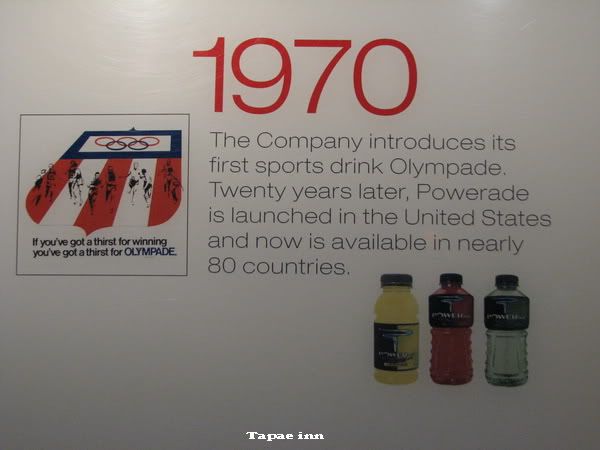 1970
The Company introduces its
first sports drink Olympade.
Twenty years later, Powerade
is launched in the United States
and now is available in nearly
80 countries.
If you've got a thirst for winning
you've got a thirst for OLYMPADE.
Tapae inn